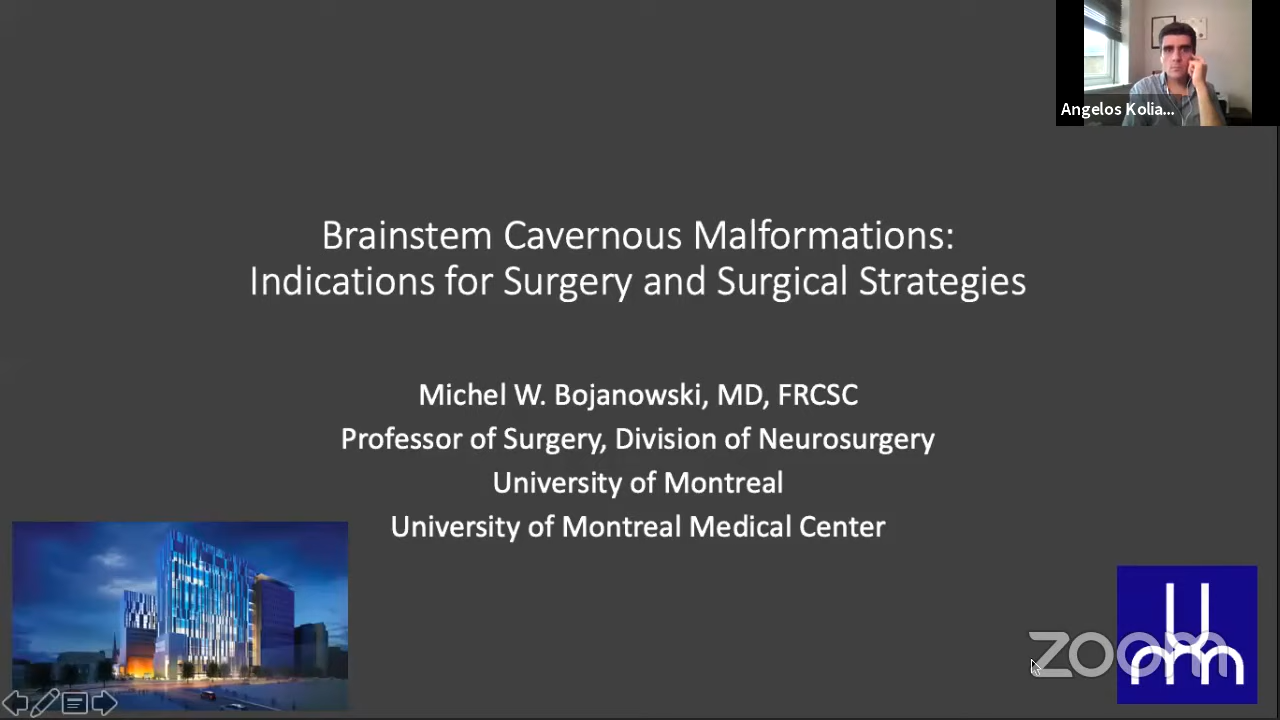 Angelos Kolia...
Brainstem Cavernous Malformations:
Indications for Surgery and Surgical Strategies
Michel W. Bojanowski, MD, FRCSC
Professor of Surgery, Division of Neurosurgery
University of Montreal
University of Montreal Medical Center
zoom